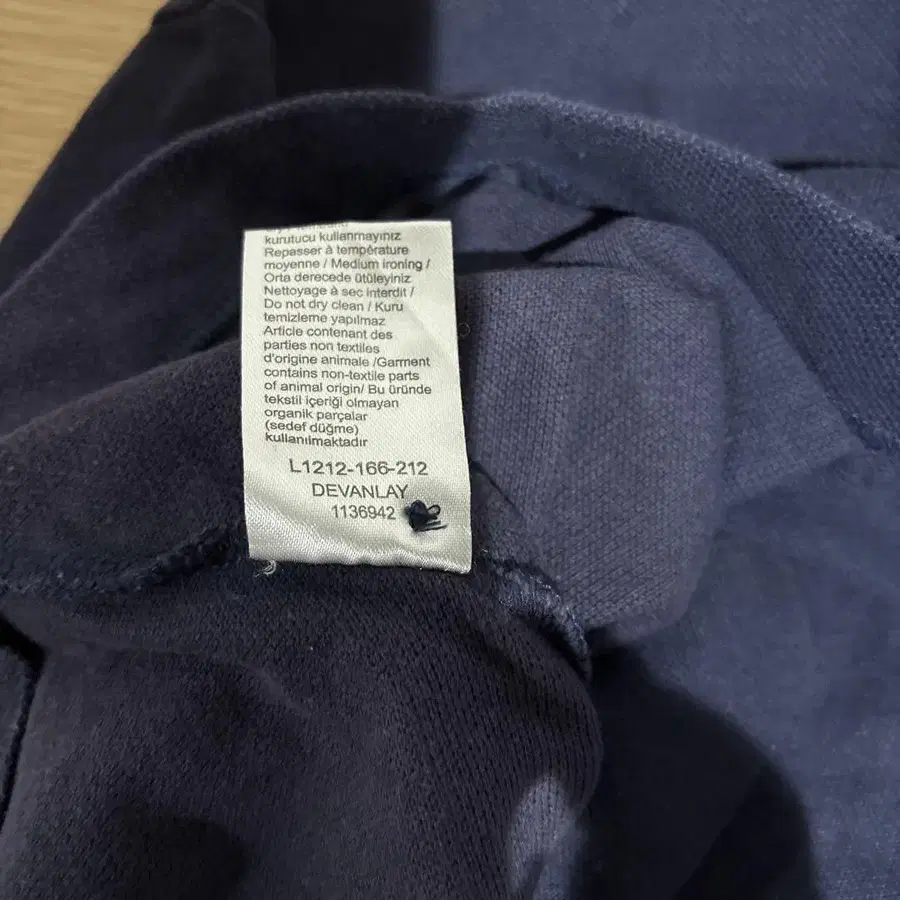 kurutucu kullanmayınız
Repasser à température
moyenne / Medium ironing /
Orta derecede ütüleyiniz
Nettoyage à sec interdit /
Do not dry clean / Kuru
temizleme yapılmaz
Article contenant des
parties non textiles
d'origine animale /Garment
contains non-textile parts
of animal origin/ Bu üründe
tekstil içeriği olmayan
organik parçalar
(sedef düğme)
kullanılmaktadır
L1212-166-212
DEVANLAY
1136942